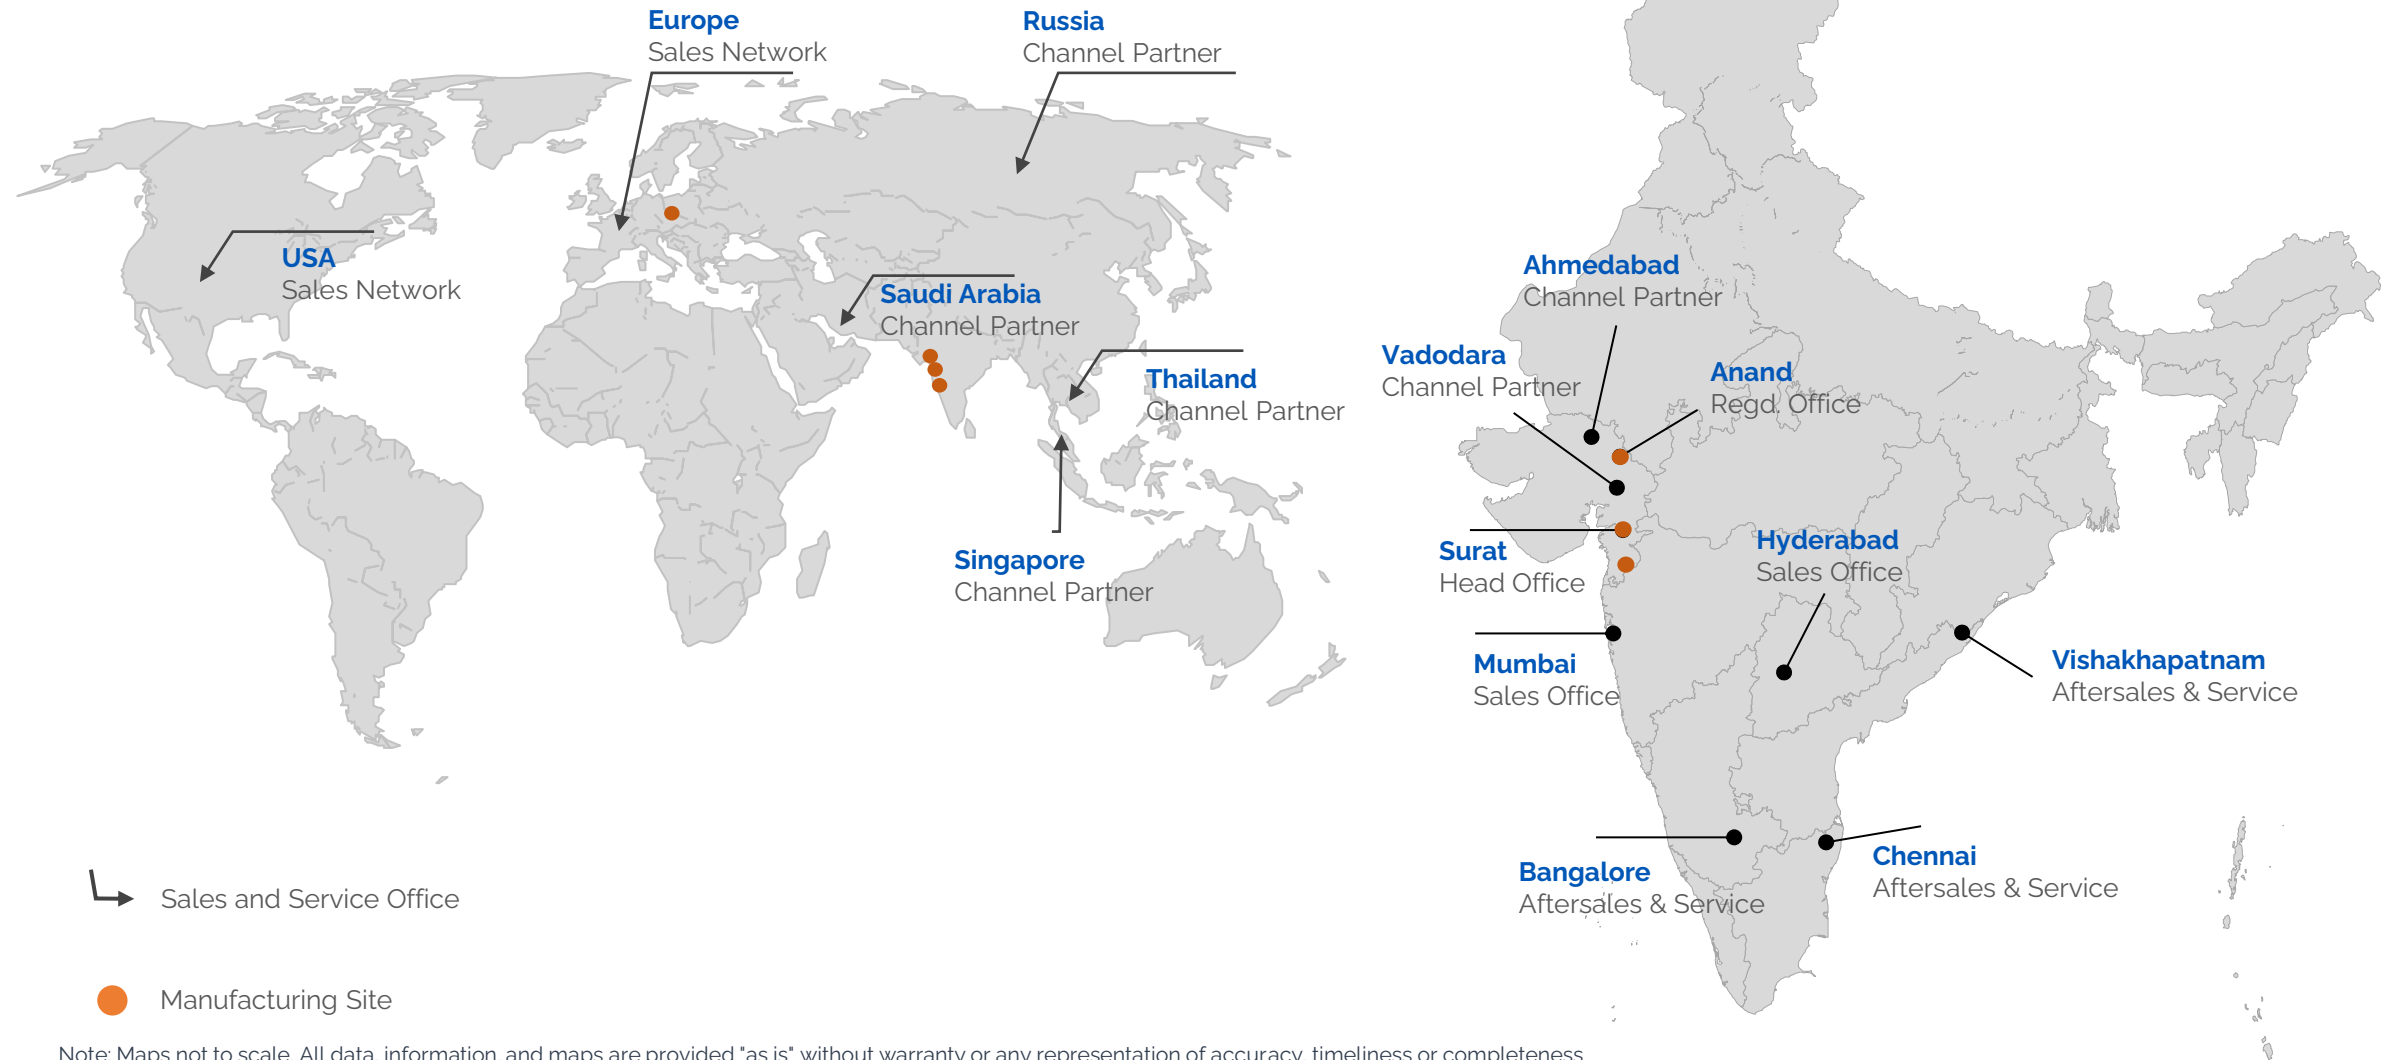 Europe
Sales Network
Russia
Channel Partner
USA
Sales Network
Saudi Arabia
Channel Partner
Thailand
Channel Partner
Singapore
Channel Partner
Ahmedabad
Channel Partner
Vadodara
Channel Partner
Anand
Regd. Office
Surat
Head Office
Hyderabad
Sales Office
Mumbai
Sales Office
Vishakhapatnam
Aftersales & Service
Bangalore
Aftersales & Service
Chennai
Aftersales & Service
Sales and Service Office
Manufacturing Site
Note: Maps not to scale. All data, information, and maps are provided "as is" without warranty or any representation of accuracy, timeliness or completeness